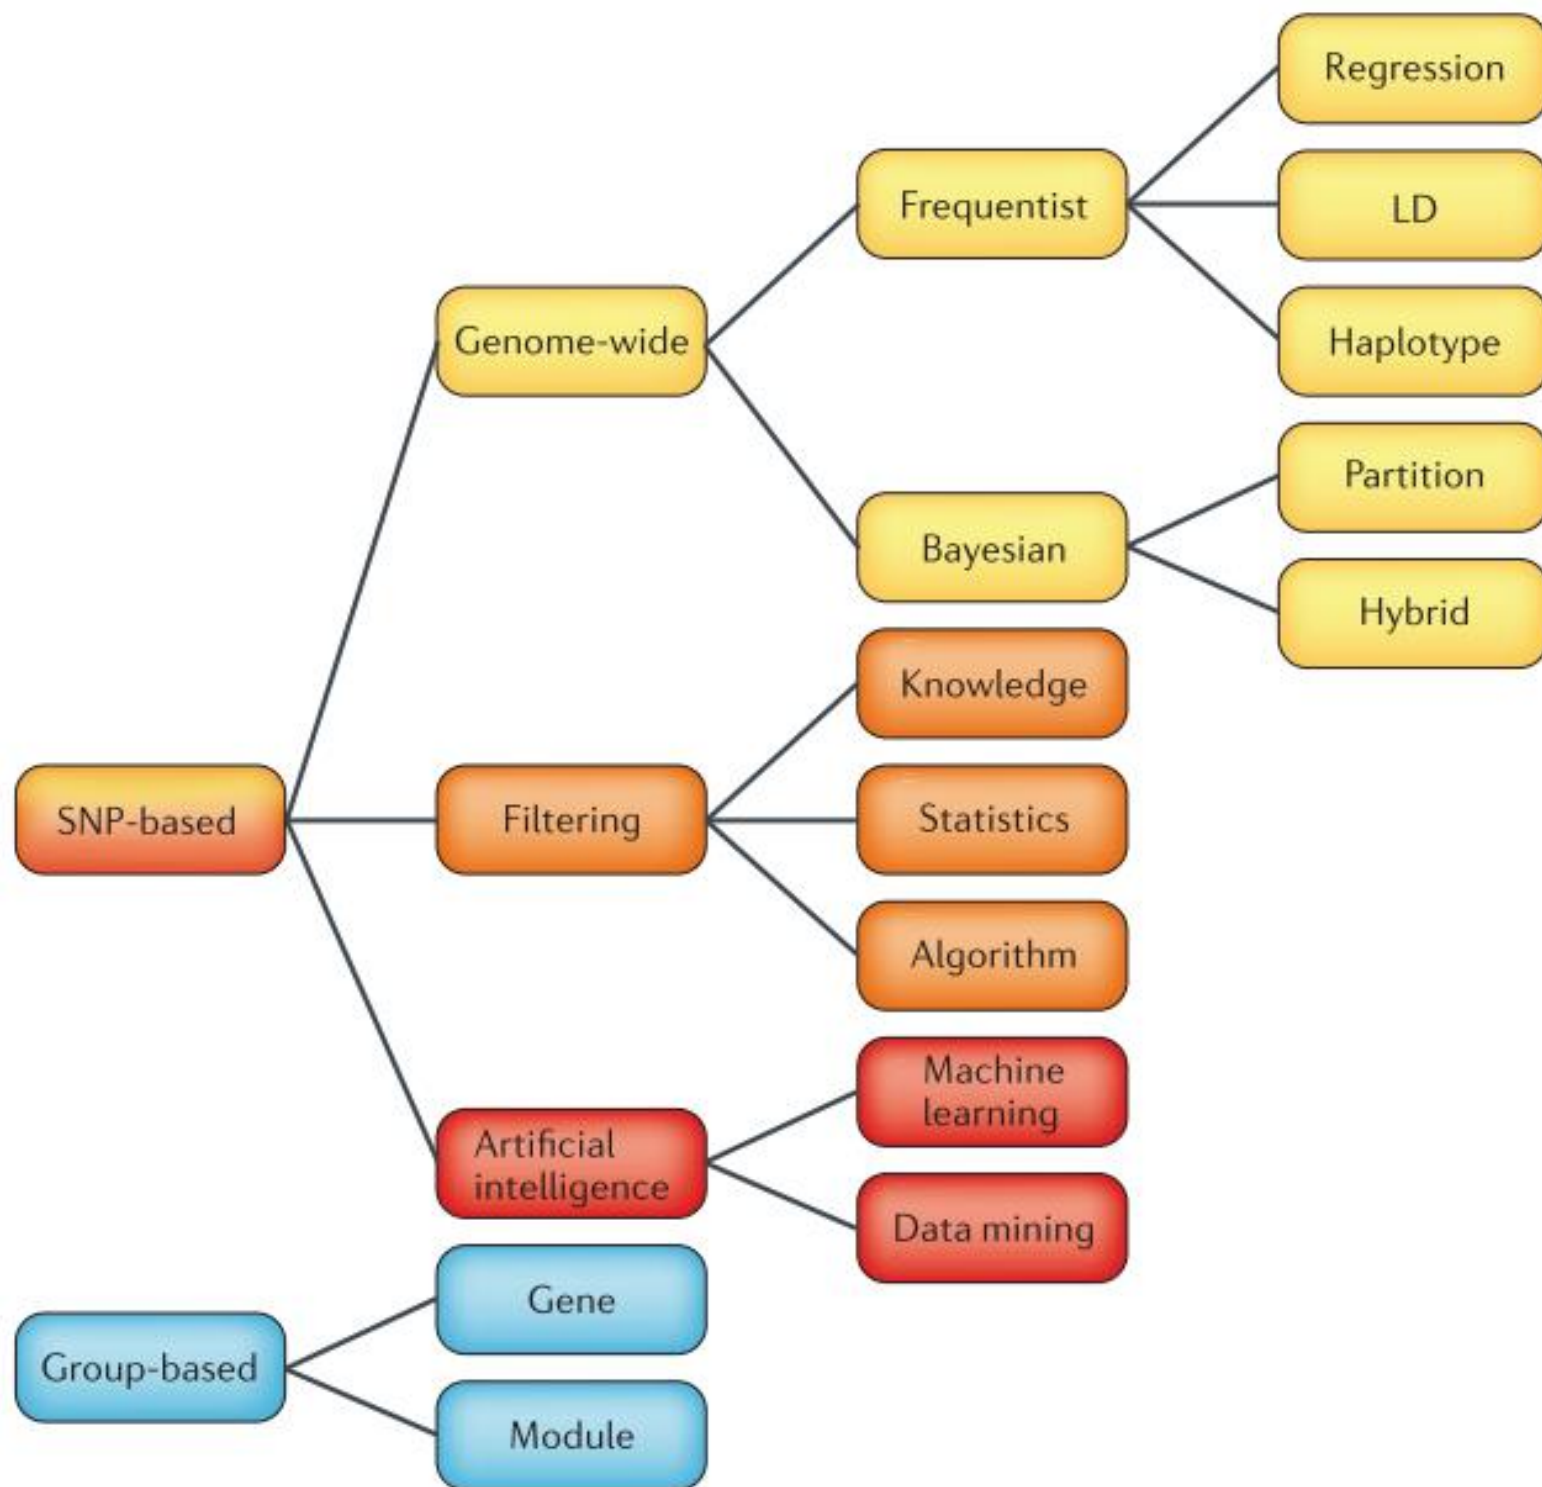 Regression
Frequentist
LD
Genome-wide
Haplotype
Partition
Bayesian
Hybrid
Knowledge
SNP-based
Filtering
Statistics
Algorithm
Machine
learning
Artificial
intelligence
Data mining
Gene
Group-based
Module